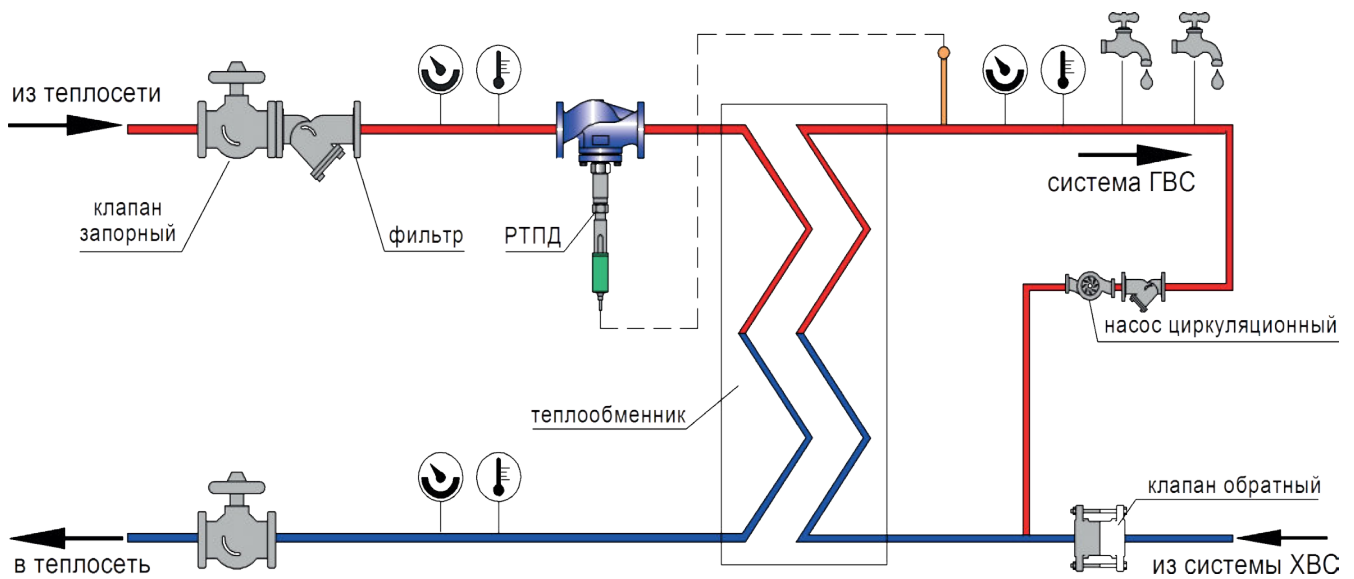 из теплосети
клапан
запорный
фильтр
РТПД
система ГВС
насос циркуляционный
теплообменник
клапан обратный
в теплосеть
из системы ХВС